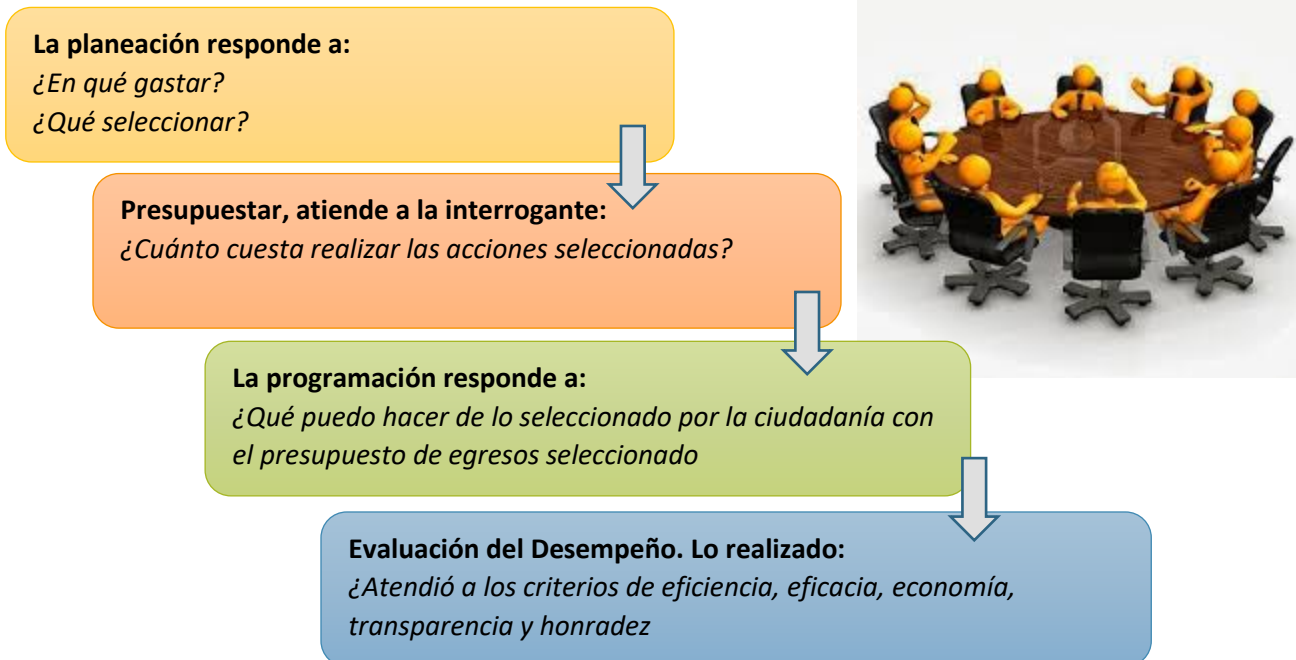 La planeación responde a:
¿En qué gastar?
¿Qué seleccionar?
Presupuestar, atiende a la interrogante:
¿Cuánto cuesta realizar las acciones seleccionadas?
La programación responde a:
¿Qué puedo hacer de lo seleccionado por la ciudadanía con
el presupuesto de egresos seleccionado
Evaluación del Desempeño. Lo realizado:
¿Atendió a los criterios de eficiencia, eficacia, economía,
transparencia y honradez